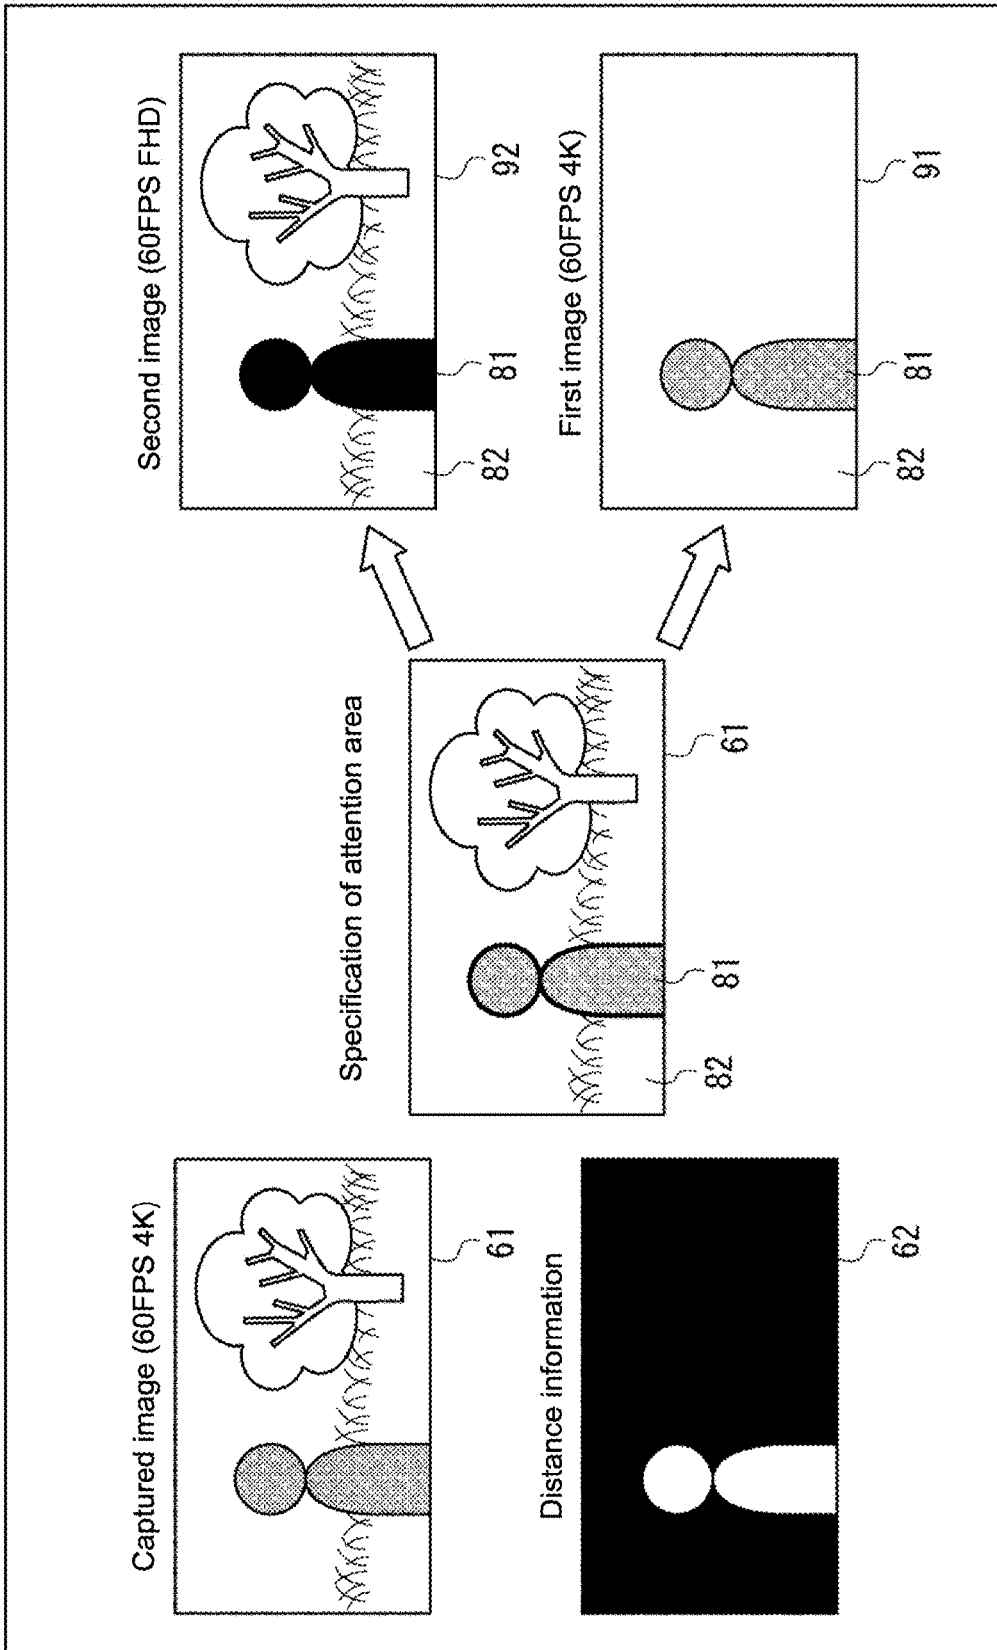 Captured image (60FPS 4K)
61
Distance information
62
Specification of attention area
82
81
61
Second image (60FPS FHD)
82
81
92
First image (60FPS 4K)
82
81
91